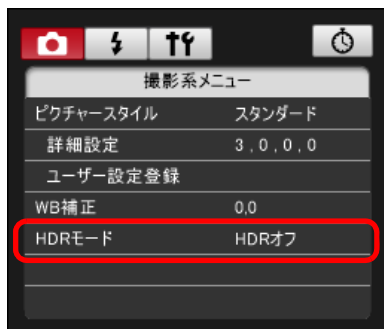 撮影系メニュー
ピクチャースタイル スタンダード
詳細設定 3,0,0,0
ユーザー設定登録
WB補正 0,0
HDRモード HDRオフ